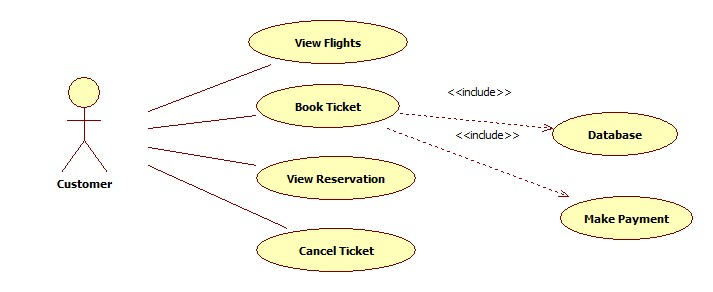 View Flights
<<include>>
Book Ticket
Database
<<include>>
Customer
View Reservation
Make Payment
Cancel Ticket